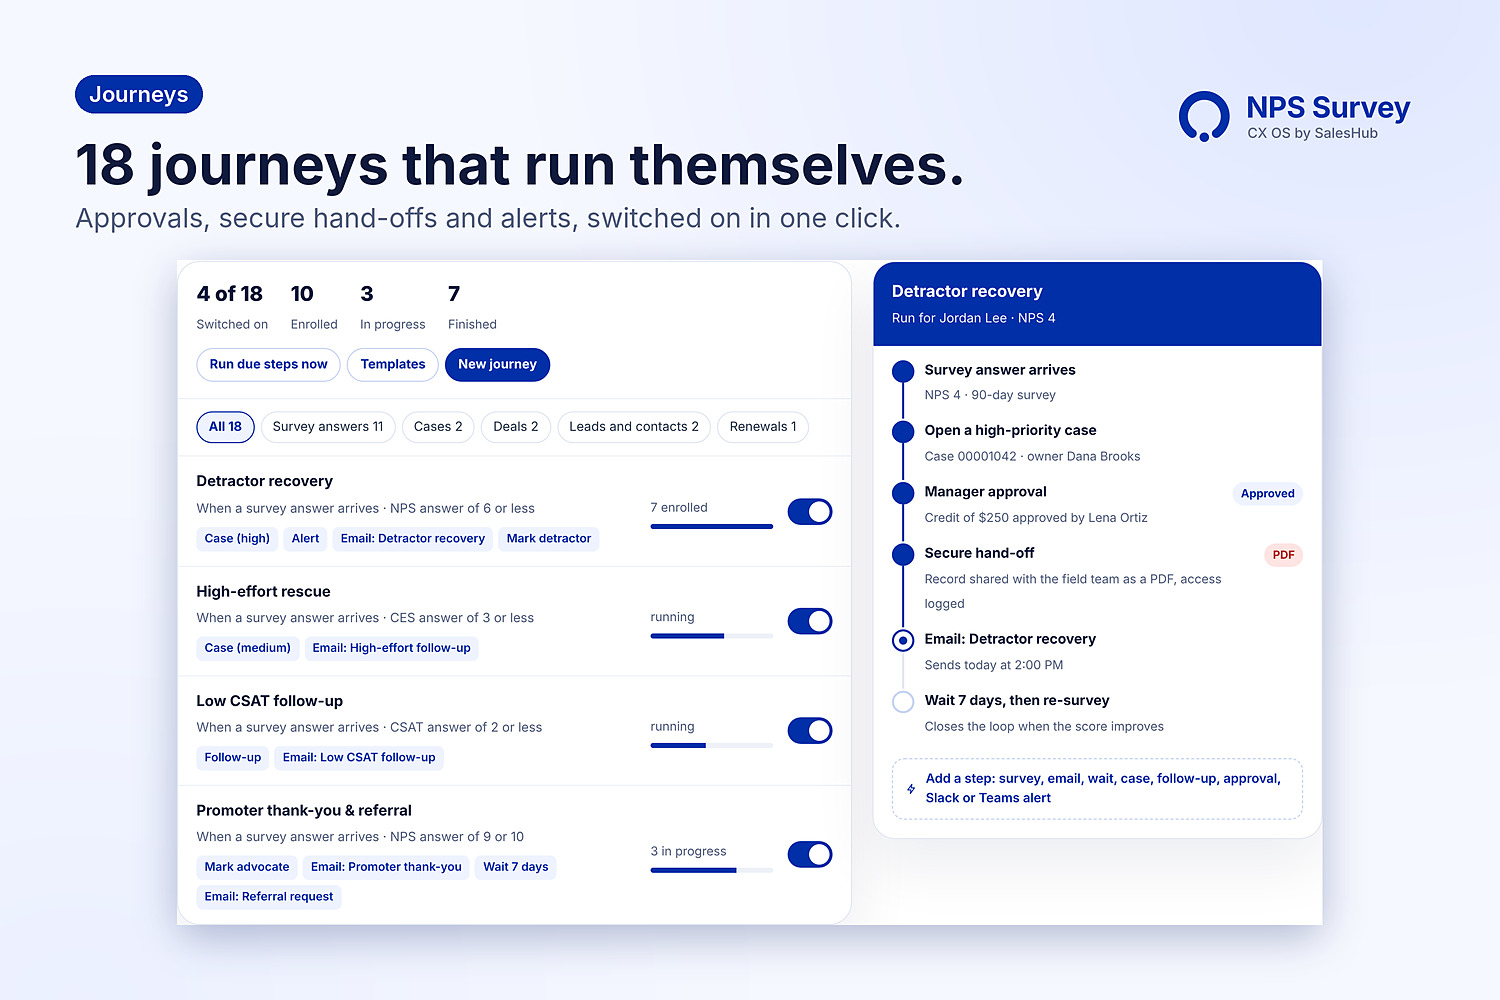 Journeys
18 journeys that run themselves.
Approvals, secure hand-offs and alerts, switched on in one click.
NPS Survey
CX OS by SalesHub
4 of 18
Switched on
10
Enrolled
3
In progress
7
Finished
Run due steps now
Templates
New journey
All 18
Survey answers 11
Cases 2
Deals 2
Leads and contacts 2
Renewals 1
Detractor recovery
When a survey answer arrives · NPS answer of 6 or less
Case (high)
Alert
Email: Detractor recovery
Mark detractor
7 enrolled
High-effort rescue
When a survey answer arrives · CES answer of 3 or less
Case (medium)
Email: High-effort follow-up
running
Low CSAT follow-up
When a survey answer arrives · CSAT answer of 2 or less
Follow-up
Email: Low CSAT follow-up
running
Promoter thank-you & referral
When a survey answer arrives · NPS answer of 9 or 10
Mark advocate
Email: Promoter thank-you
Wait 7 days
Email: Referral request
3 in progress
Detractor recovery
Run for Jordan Lee · NPS 4
Survey answer arrives
NPS 4 · 90-day survey
Open a high-priority case
Case 00001042 · owner Dana Brooks
Manager approval
Approved
Credit of $250 approved by Lena Ortiz
Secure hand-off
PDF
Record shared with the field team as a PDF, access
logged
Email: Detractor recovery
Sends today at 2:00 PM
Wait 7 days, then re-survey
Closes the loop when the score improves
Add a step: survey, email, wait, case, follow-up, approval,
Slack or Teams alert